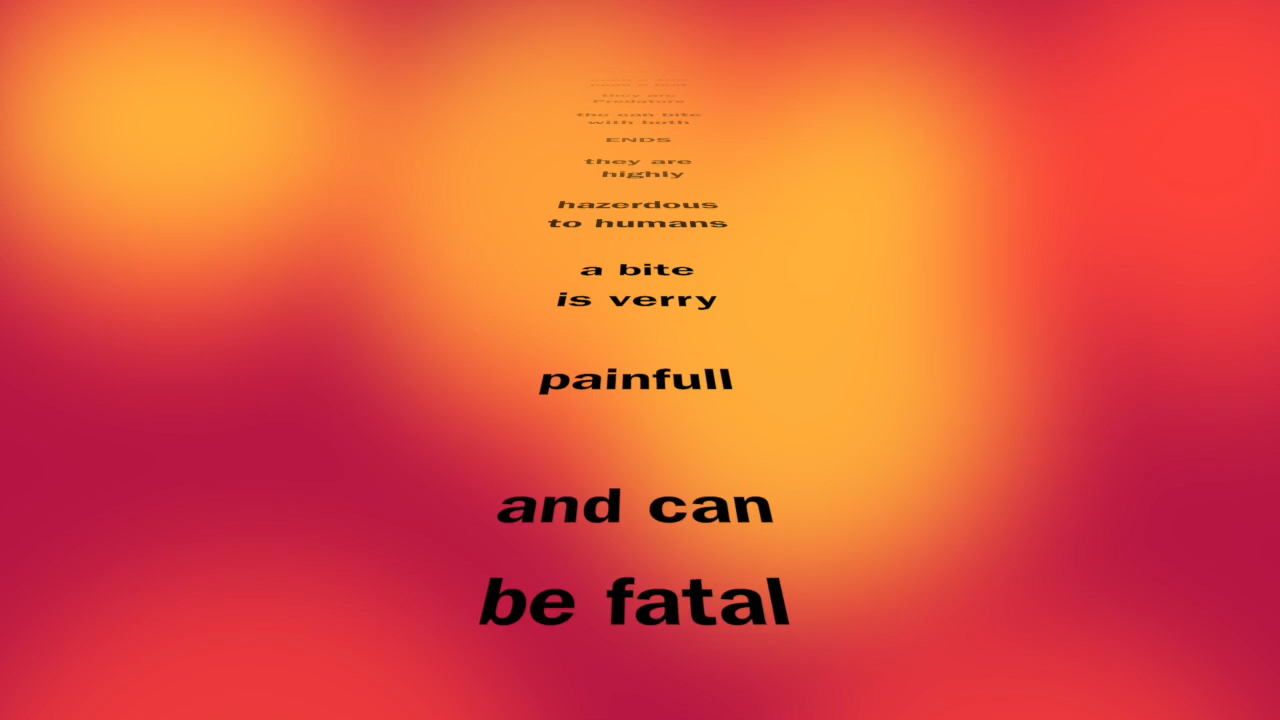 they are
Predators
the can bite
with both
ENDS
they are
highly
hazerdous
to humans
a bite
is verry
painfull
and can
be fatal